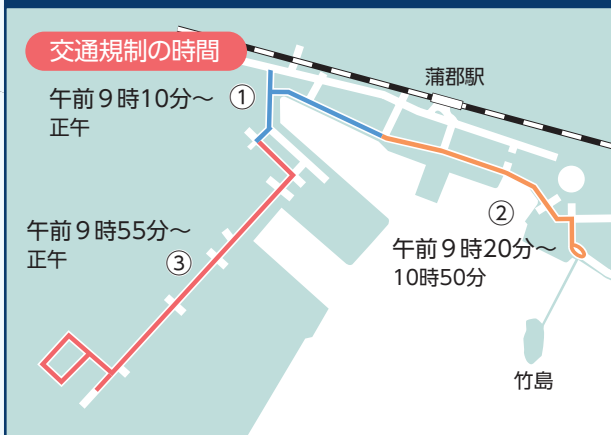 交通規制の時間
蒲郡駅
午前9時10分～ ①
正午
②
午前9時20分～
10時50分
午前9時55分～
正午
③
竹島